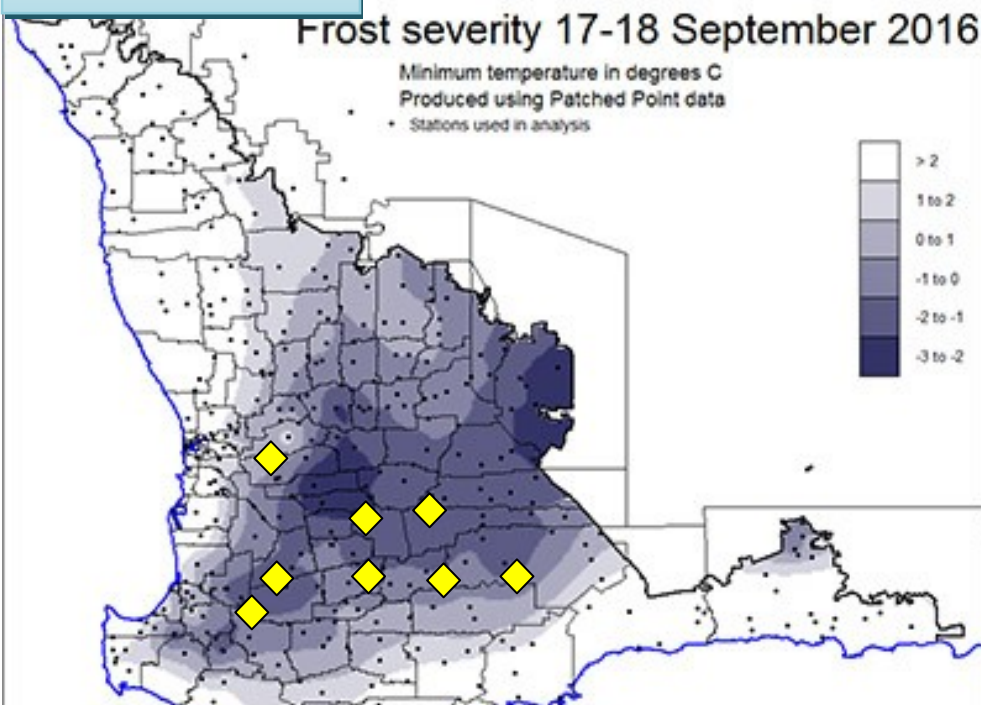 Frost severity 17-18 September 2016
Minimum temperature in degrees C
Produced using Patched Point data
• Stations used in analysis
> 2
1 to 2
0 to 1
-1 to 0
-2 to -1
-3 to -2